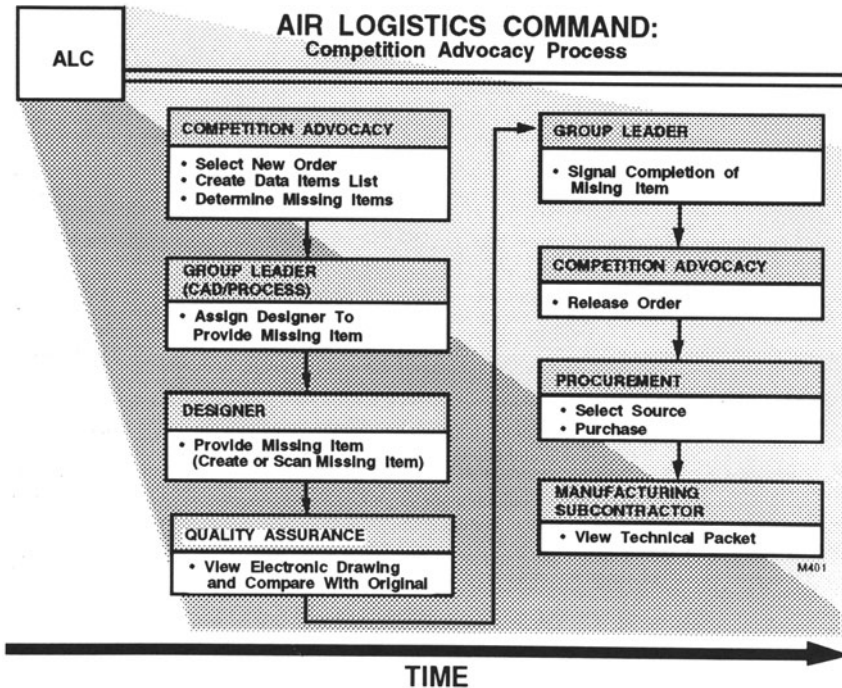 AIR LOGISTICS COMMAND:
Competition Advocacy Process
ALC
COMPETITION ADVOCACY
• Select New Order
• Create Data Items List
• Determine Missing Items
GROUP LEADER
(CAD/PROCESS)
• Assign Designer To
Provide Missing Item
DESIGNER
• Provide Missing Item
(Create or Scan Missing Item)
QUALITY ASSURANCE
• View Electronic Drawing
and Compare With Original
GROUP LEADER
• Signal Completion of
Mising Item
COMPETITION ADVOCACY
• Release Order
PROCUREMENT
• Select Source
• Purchase
MANUFACTURING
SUBCONTRACTOR
• View Technical Packet
M401
TIME